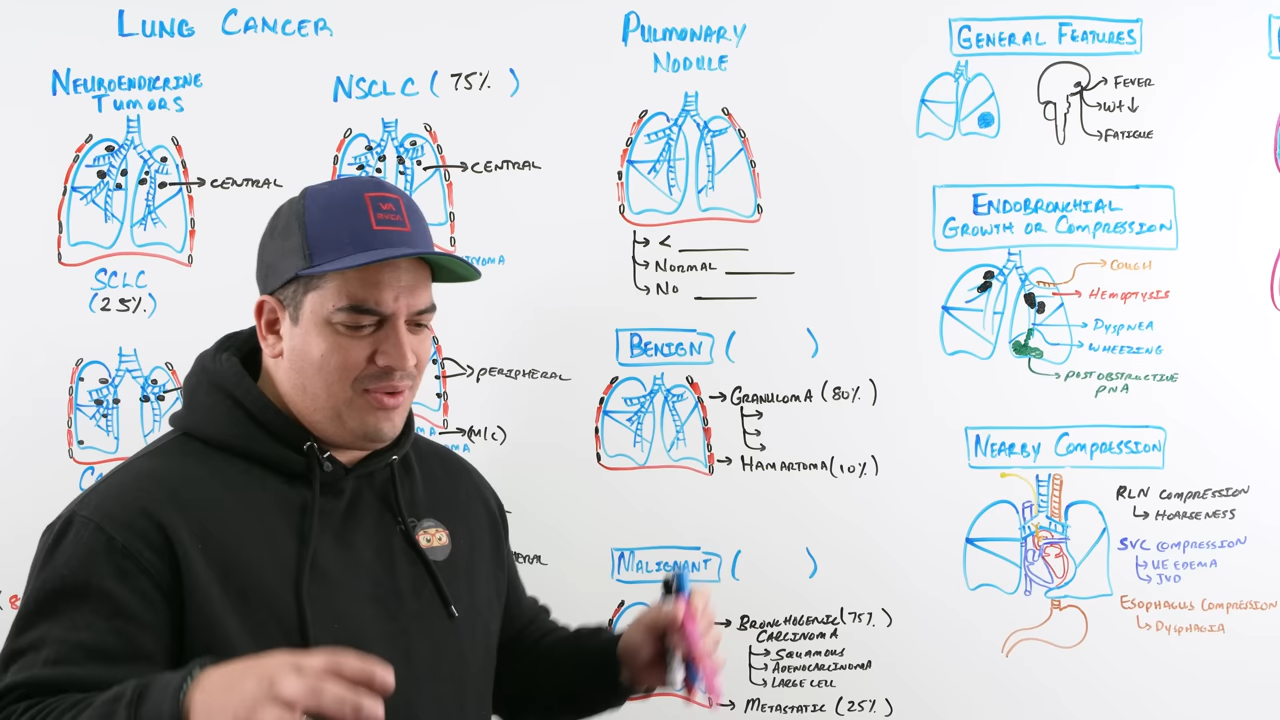 LUNG CANCER
NEUROENDICRINE
TUMORS
CENTRAL
SCLC
(25%)
NSCLC (75%)
CENTRAL
PERIPHERAL
(M/C)
VA
RVCA
PULMONARY
NODULE
<
NORMAL
NO
BENIGN ( )
GRANULOMA (80%)
HAMARTOMA (10%)
MALIGNANT ( )
BRONCHOGENIC (75%)
CARCINOMA
SQUAMOUS
ADENOCARCINOMA
LARGE CELL
METASTATIC (25%)
GENERAL FEATURES
FEVER
WT↓
FATIGUE
ENDOBRONCHIAL
GROWTH OR COMPRESSION
COUGH
HEMOPTYSIS
DYSPNEA
WHEEZING
POSTOBSTRUCTIVE
PNA
NEARBY COMPRESSION
RLN COMPRESSION
HOARSENESS
SVC COMPRESSION
UE EDEMA
JVD
ESOPHAGUS COMPRESSION
DYSPHAGIA